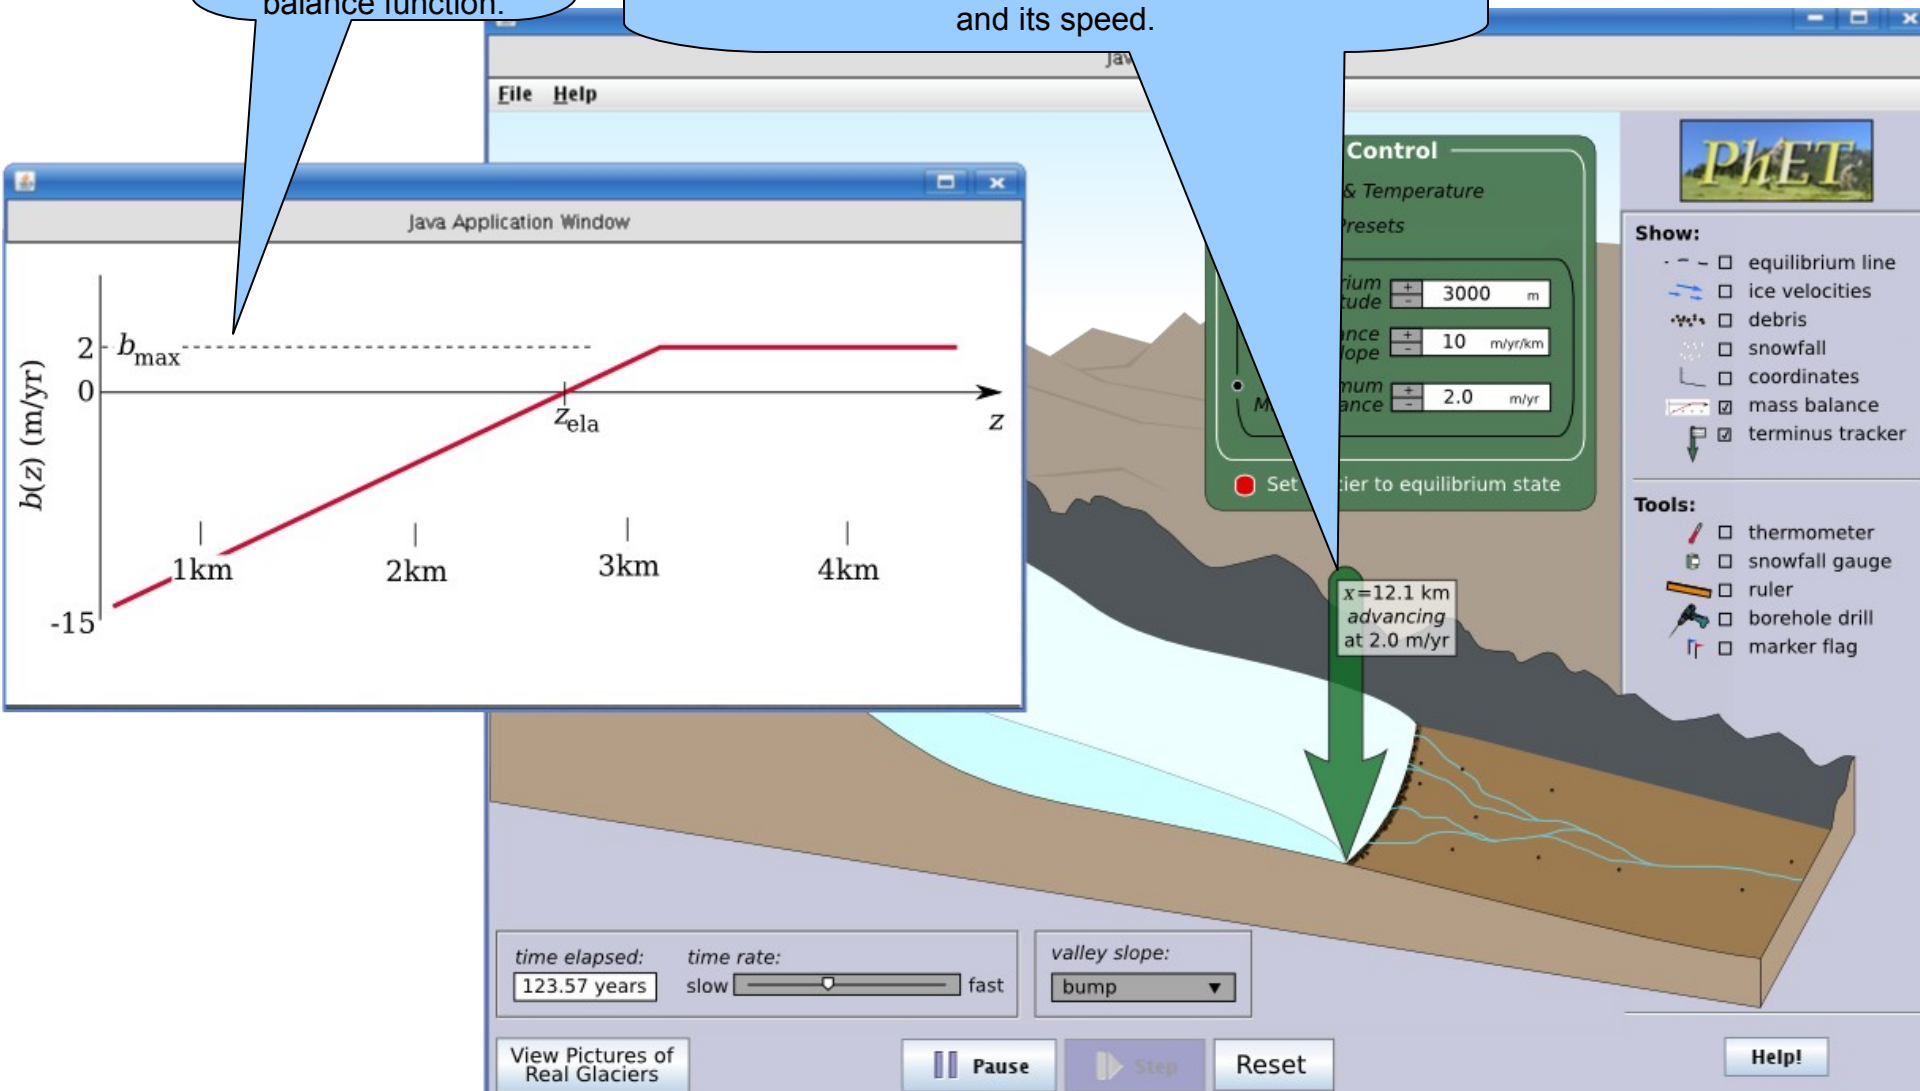 balance function.
and its speed.
File Help
Java Application Window
b(z) (m/yr)
2
b max
0
z ela
z
1km
2km
3km
4km
-15
Control
& Temperature
3000 m
10 m/yr/km
2.0 m/yr
Set
to equilibrium state
PhET
Show:
equilibrium line
ice velocities
debris
snowfall
coordinates
mass balance
terminus tracker
Tools:
thermometer
snowfall gauge
ruler
borehole drill
marker flag
x=12.1 km
advancing
at 2.0 m/yr
time elapsed:
123.57 years
time rate:
slow
fast
valley slope:
bump
View Pictures of
Real Glaciers
Pause
Step
Reset
Help!